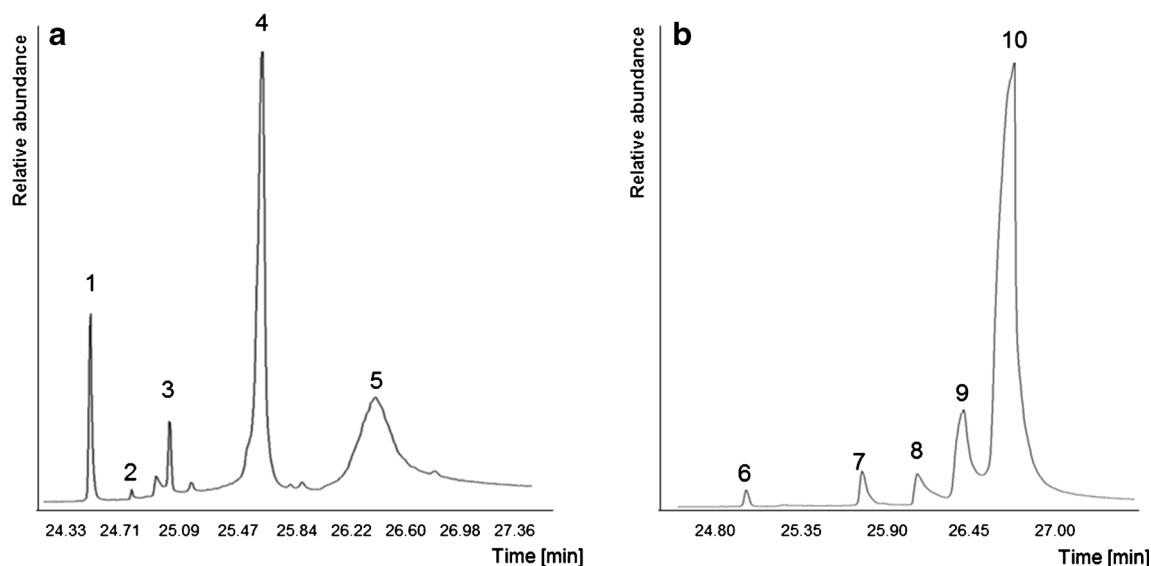 a
Relative abundance
1
2
3
4
5
24.33 24.71 25.09 25.47 25.84 26.22 26.60 26.98 27.36
Time [min]
b
Relative abundance
6
7
8
9
10
24.80 25.35 25.90 26.45 27.00
Time [min]